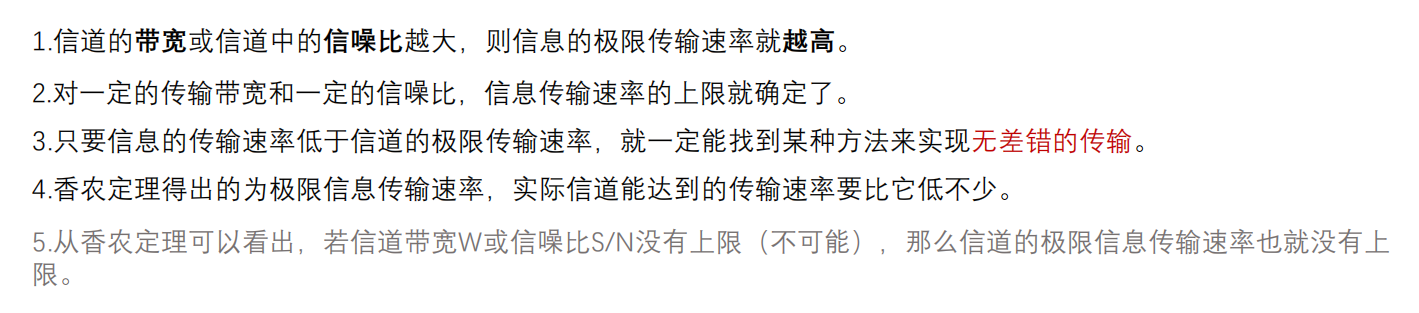 1.信道的带宽或信道中的信噪比越大，则信息的极限传输速率就越高。
2.对一定的传输带宽和一定的信噪比，信息传输速率的上限就确定了。
3.只要信息的传输速率低于信道的极限传输速率，就一定能找到某种方法来实现无差错的传输。
4.香农定理得出的为极限信息传输速率，实际信道能达到的传输速率要比它低不少。
5.从香农定理可以看出，若信道带宽W或信噪比S/N没有上限（不可能），那么信道的极限信息传输速率也就没有上
限。